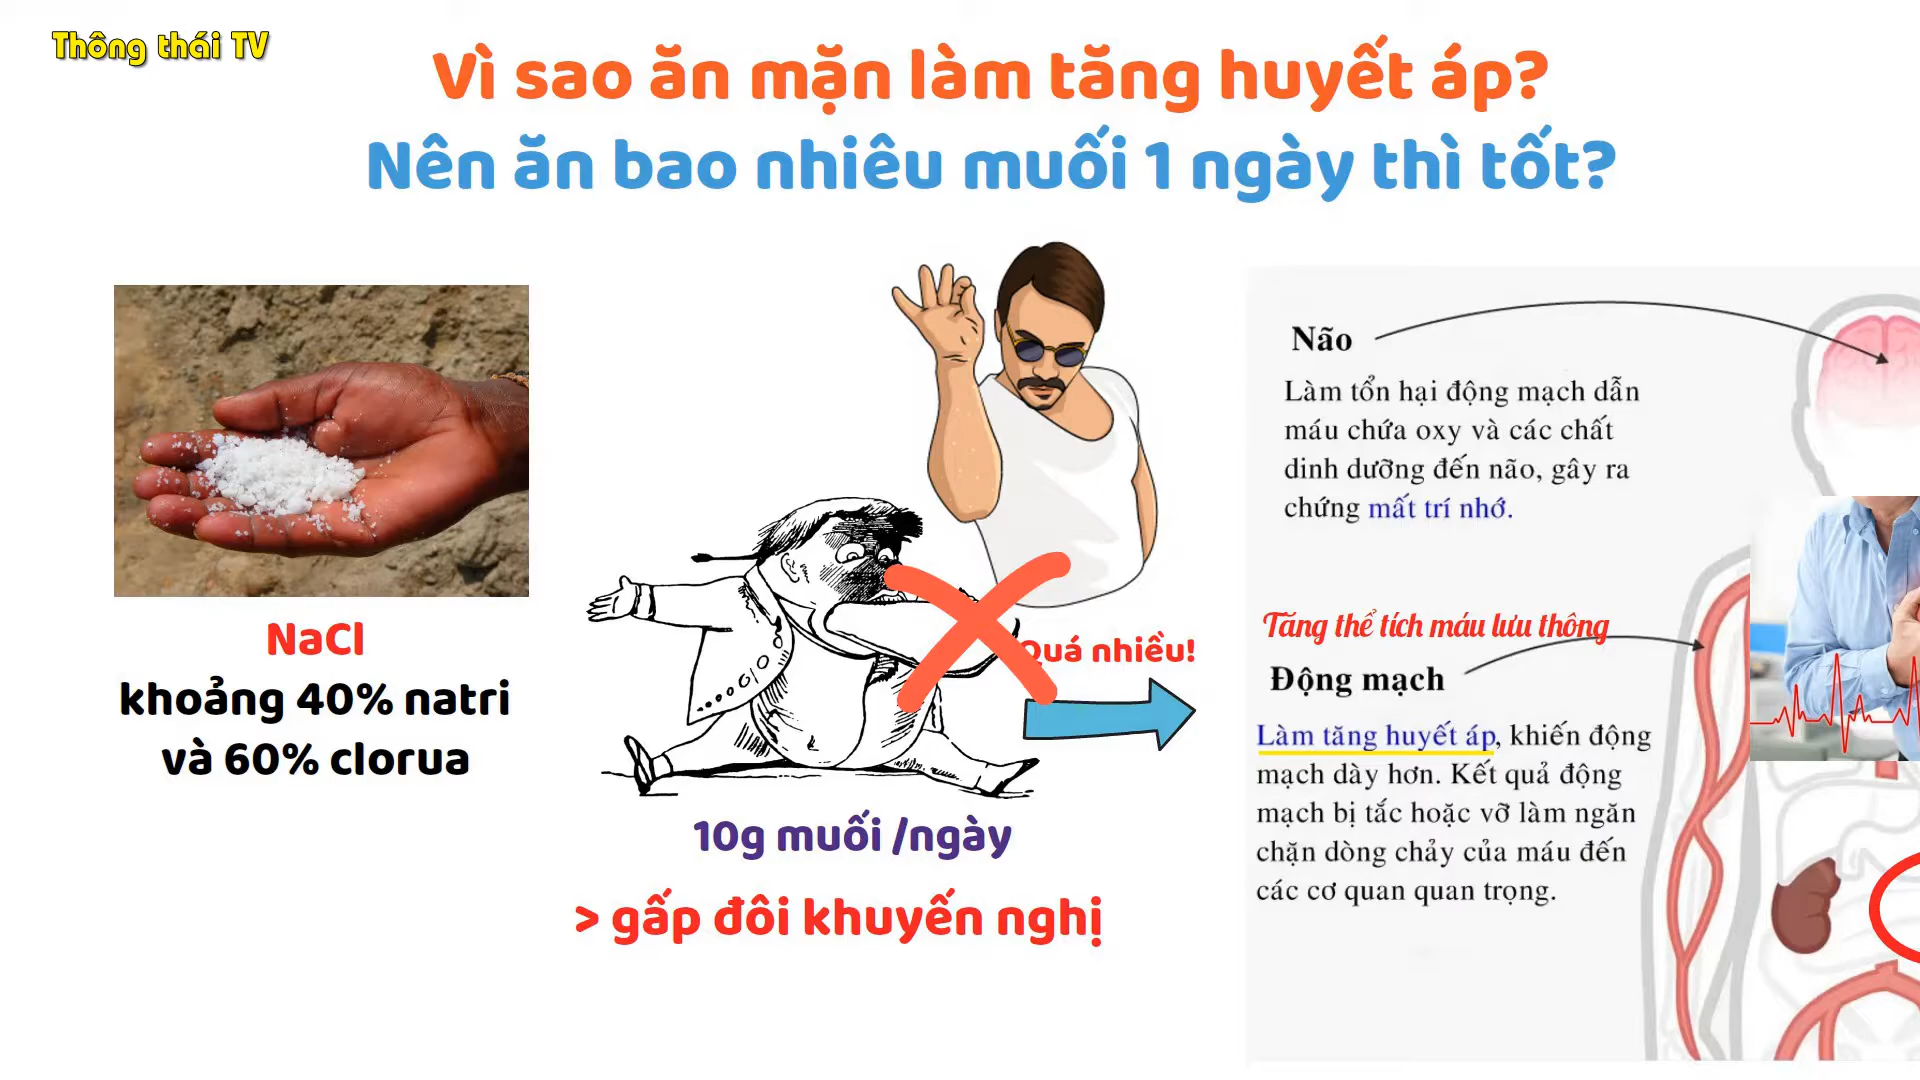 Thông thái TV
Vì sao ăn mặn làm tăng huyết áp?
Nên ăn bao nhiêu muối 1 ngày thì tốt?
NaCl
khoảng 40% natri
và 60% clorua
Quá nhiều!
10g muối /ngày
> gấp đôi khuyến nghị
Não
Làm tổn hại động mạch dẫn
máu chứa oxy và các chất
dinh dưỡng đến não, gây ra
chứng mất trí nhớ.
Tăng thể tích máu lưu thông
Động mạch
Làm tăng huyết áp, khiến động
mạch dày hơn. Kết quả động
mạch bị tắc hoặc vỡ làm ngăn
chặn dòng chảy của máu đến
các cơ quan quan trọng.